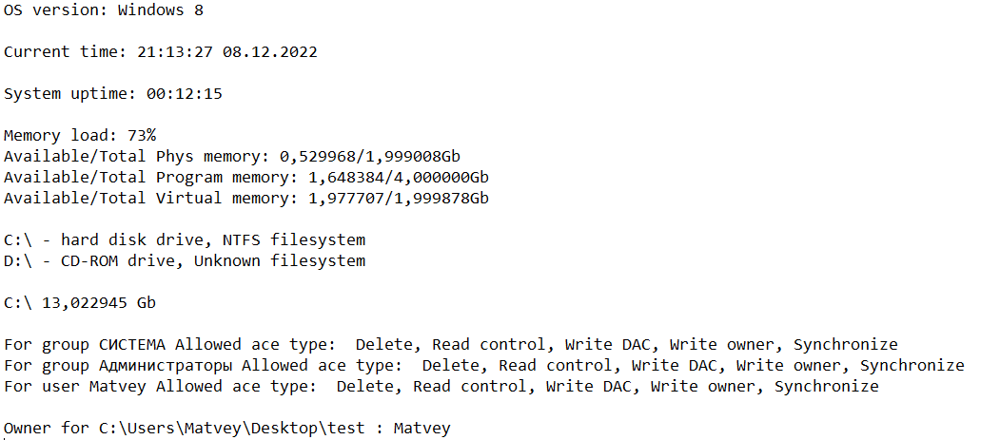 OS version: Windows 8
Current time: 21:13:27 08.12.2022
System uptime: 00:12:15
Memory load: 73%
Available/Total Phys memory: 0,529968/1,999008Gb
Available/Total Program memory: 1,648384/4,000000Gb
Available/Total Virtual memory: 1,977707/1,999878Gb
C:\ - hard disk drive, NTFS filesystem
D:\ - CD-ROM drive, Unknown filesystem
C:\ 13,022945 Gb
For group СИСТЕМА Allowed ace type:  Delete, Read control, Write DAC, Write owner, Synchronize
For group Администраторы Allowed ace type:  Delete, Read control, Write DAC, Write owner, Synchronize
For user Matvey Allowed ace type:  Delete, Read control, Write DAC, Write owner, Synchronize
Owner for C:\Users\Matvey\Desktop\test : Matvey